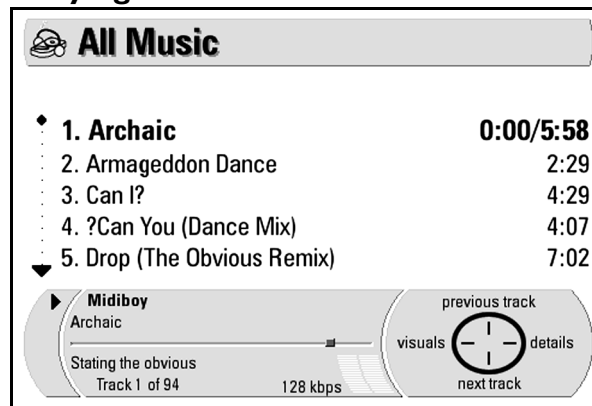 All Music
1. Archaic 0:00/5:58
2. Armageddon Dance 2:29
3. Can I? 4:29
4. ?Can You (Dance Mix) 4:07
5. Drop (The Obvious Remix) 7:02
Midiboy
Archaic
Stating the obvious
Track 1 of 94 128 kbps
previous track
visuals details
next track